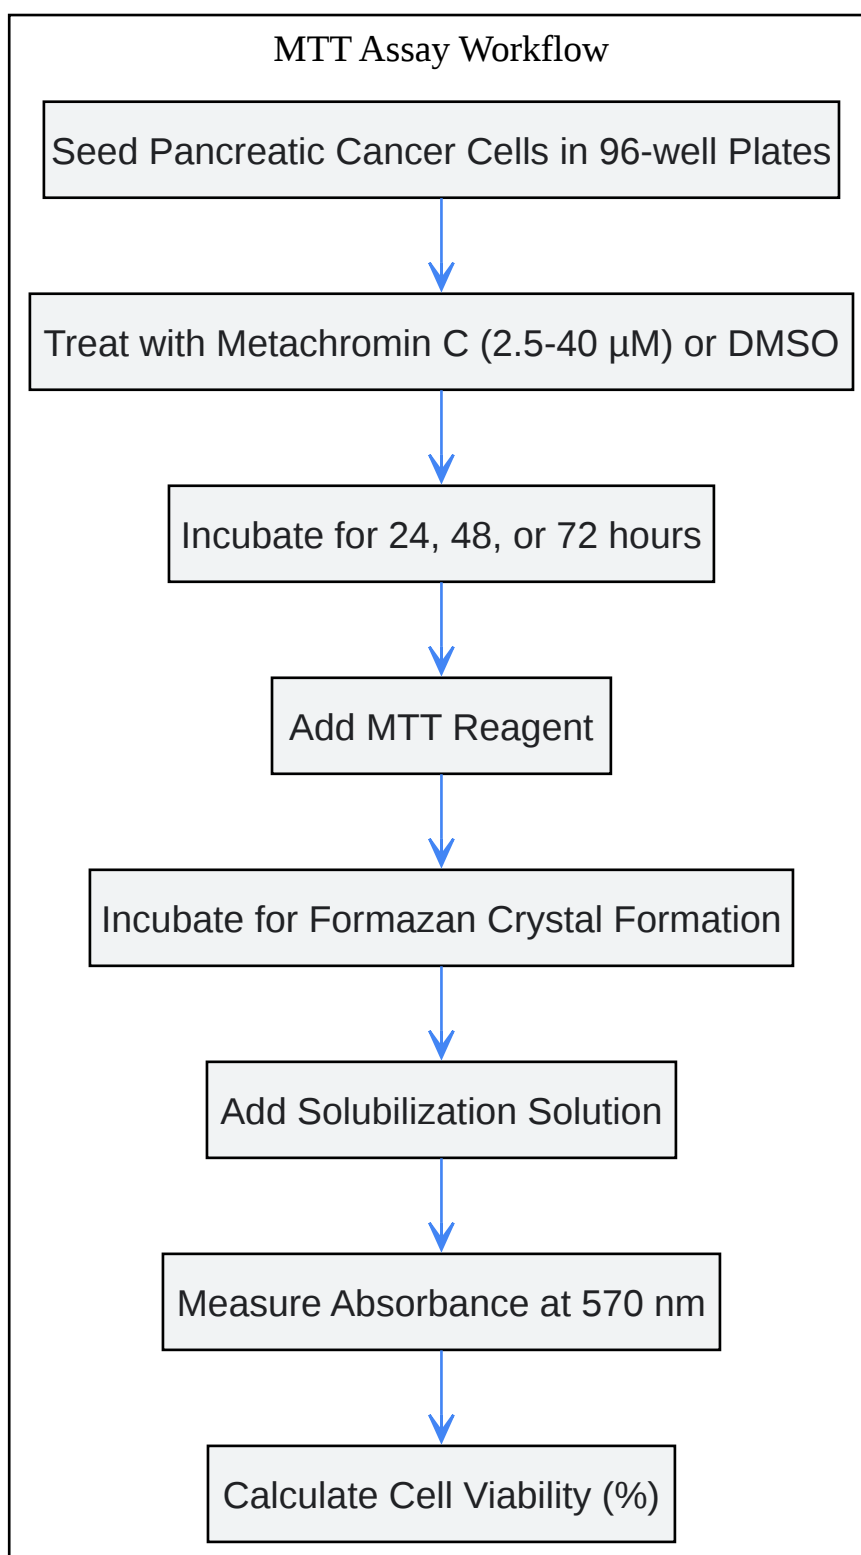 MTT Assay Workflow
Seed Pancreatic Cancer Cells in 96-well Plates
Treat with Metachromin C (2.5-40 µM) or DMSO
Incubate for 24, 48, or 72 hours
Add MTT Reagent
Incubate for Formazan Crystal Formation
Add Solubilization Solution
Measure Absorbance at 570 nm
Calculate Cell Viability (%)